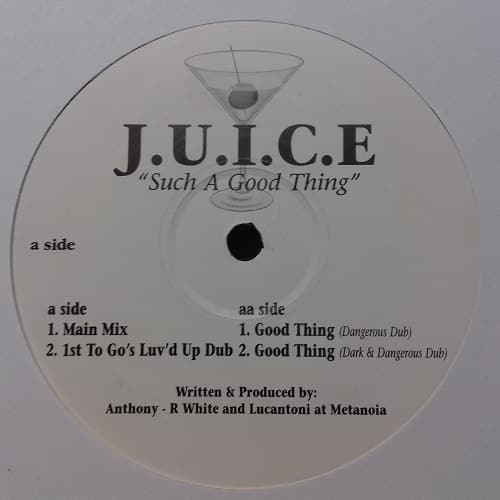 J.U.I.C.E
“Such A Good Thing”
a side
a side
1. Main Mix
2. 1st To Go's Luv'd Up Dub
aa side
1. Good Thing (Dangerous Dub)
2. Good Thing (Dark & Dangerous Dub)
Written & Produced by:
Anthony - R White and Lucantoni at Metanoia